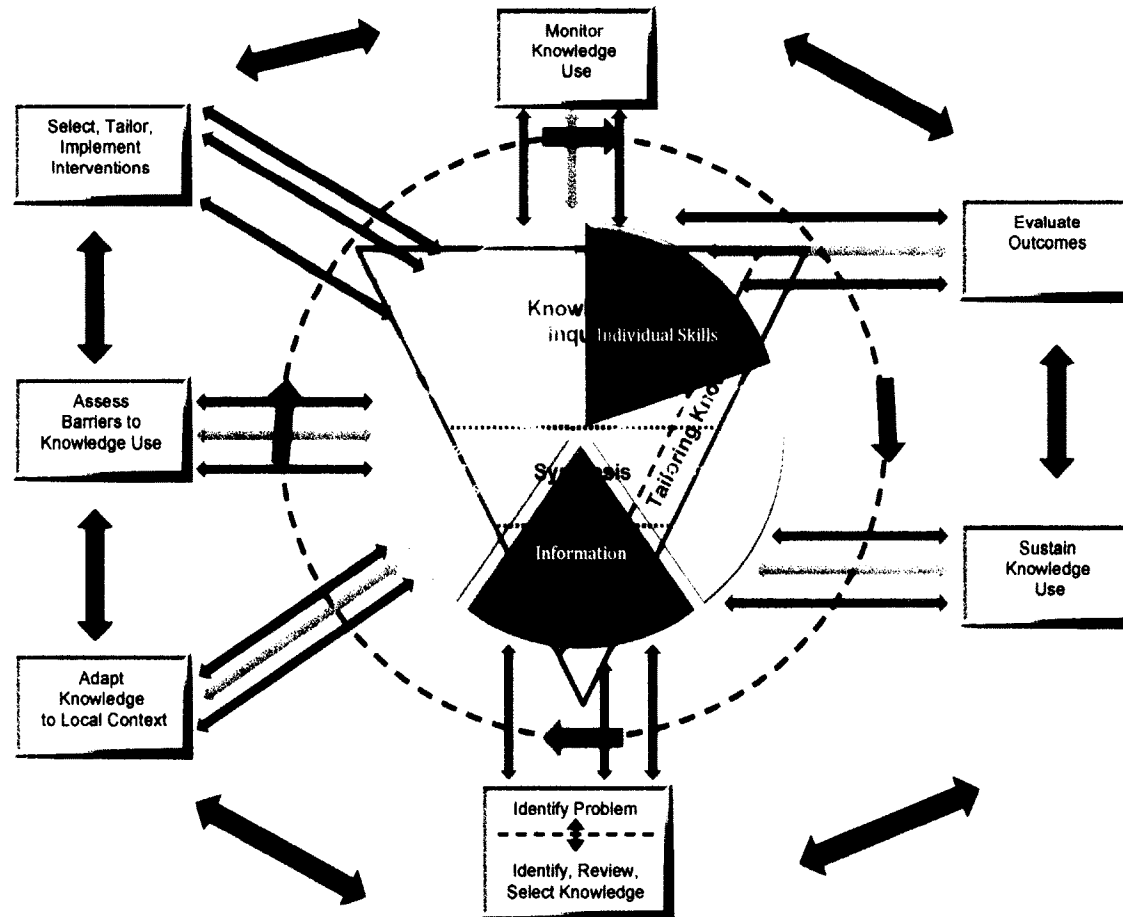 Monitor
Knowledge
Use
Select, Tailor,
Implement
Interventions
Evaluate
Outcomes
Individual Skills
Assess
Barriers to
Knowledge Use
Information
Sustain
Knowledge
Use
Adapt
Knowledge
to Local Context
Identify Problem
Identify, Review,
Select Knowledge
Tailoring